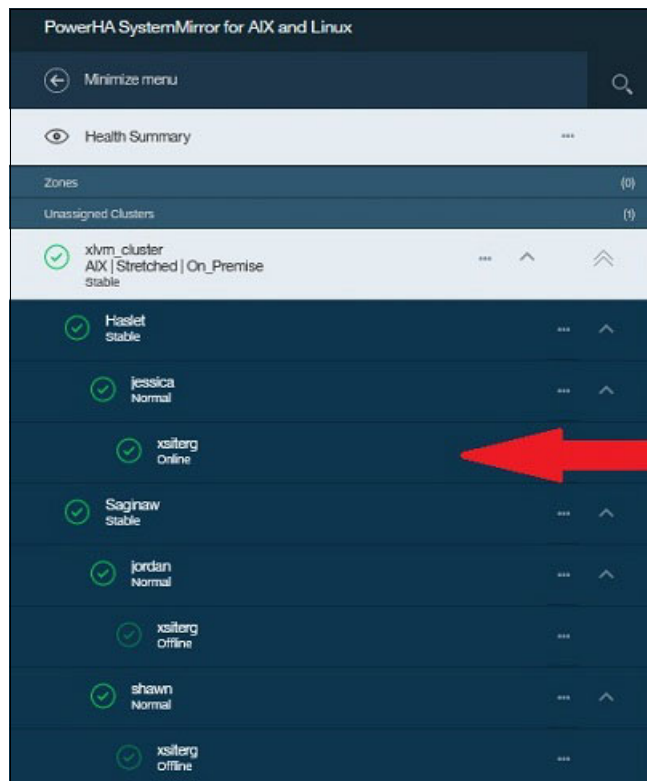 PowerHA SystemMirror for AIX and Linux
Minimize menu
Health Summary
Zones (0)
Unassigned Clusters (1)
xlvm_cluster
AIX | Stretched | On_Premise
Stable
Haslet
Stable
jessica
Normal
xsiterg
Online
Saginaw
Stable
jordan
Normal
xsiterg
Offline
shawn
Normal
xsiterg
Offline